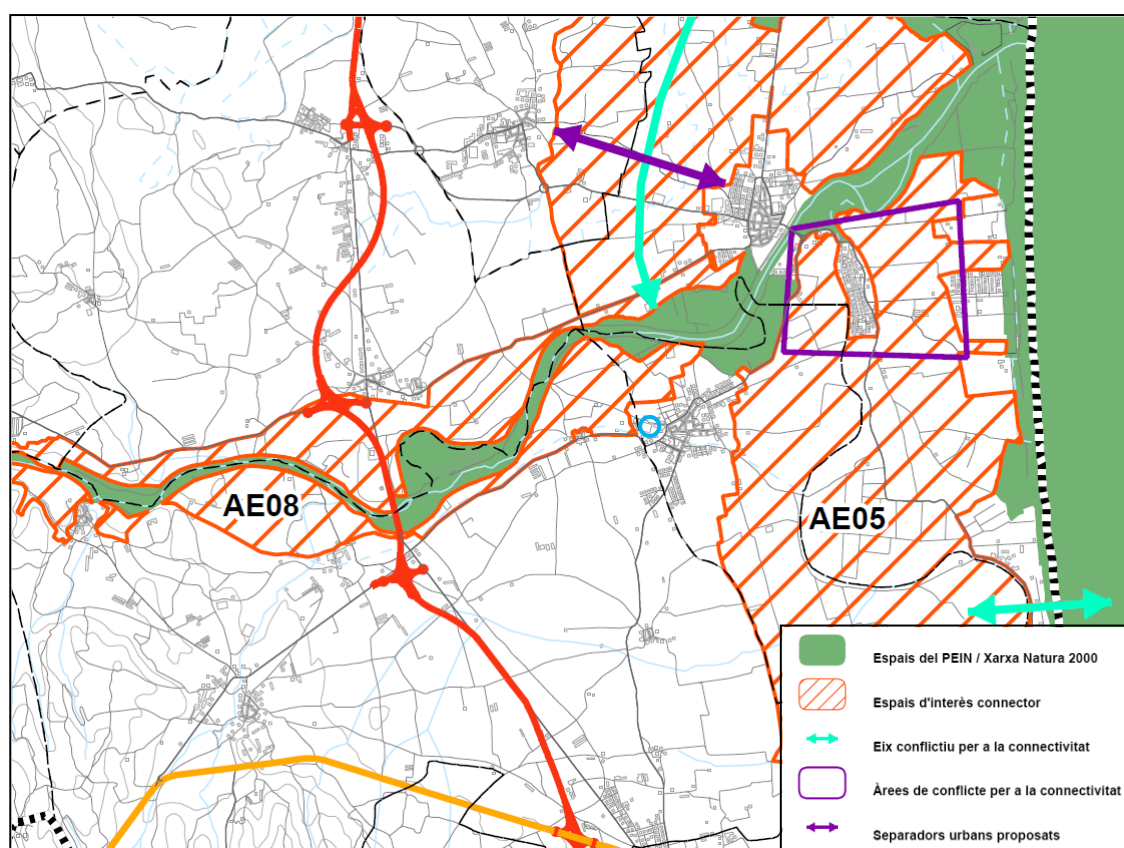 AE08
AE05
Espais del PEIN / Xarxa Natura 2000
Espais d'interès connector
Eix conflictiu per a la connectivitat
Àrees de conflicte per a la connectivitat
Separadors urbans proposats